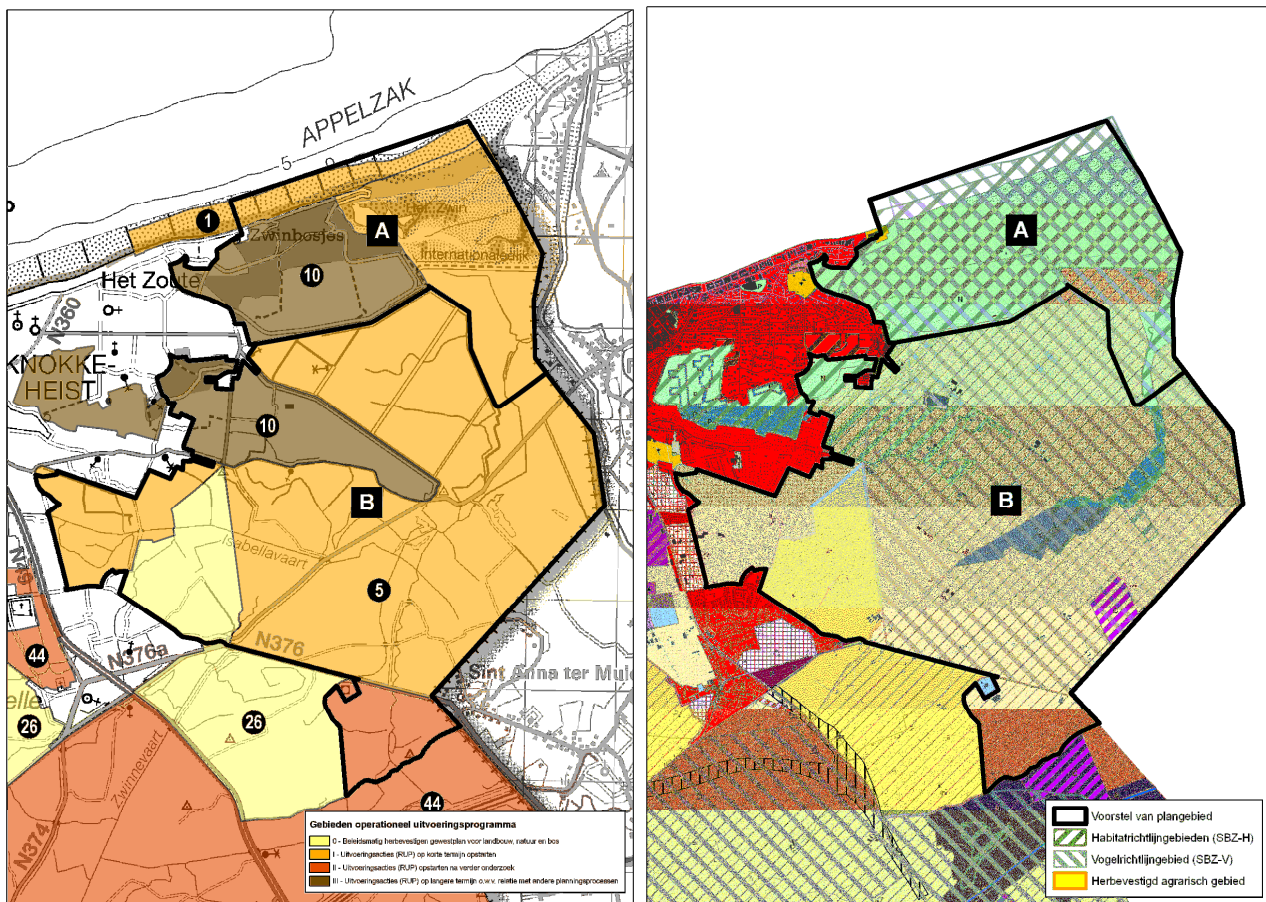 APPELZAK
5
1
A
Zwinbosjes
Internationaledijk
10
Het Zoute
N360
KNOKKE-
HEIST
10
B
Isabellavaart
5
N376
N376a
44
Sint Anna ter Mui
elle
26
26
Zwinnevaart
44
N374
Gebieden operationeel uitvoeringsprogramma
0 - Beleidsmatig herbevestigen gewestplan voor landbouw, natuur en bos
I - Uitvoeringsacties (RUP) op korte termijn opstarten
II - Uitvoeringsacties (RUP) opstarten na verder onderzoek
III - Uitvoeringsacties (RUP) op langere termijn o.w.v. relatie met andere planningsprocessen
A
B
Voorstel van plangebied
Habitatrichtlijngebieden (SBZ-H)
Vogelrichtlijngebied (SBZ-V)
Herbevestigd agrarisch gebied